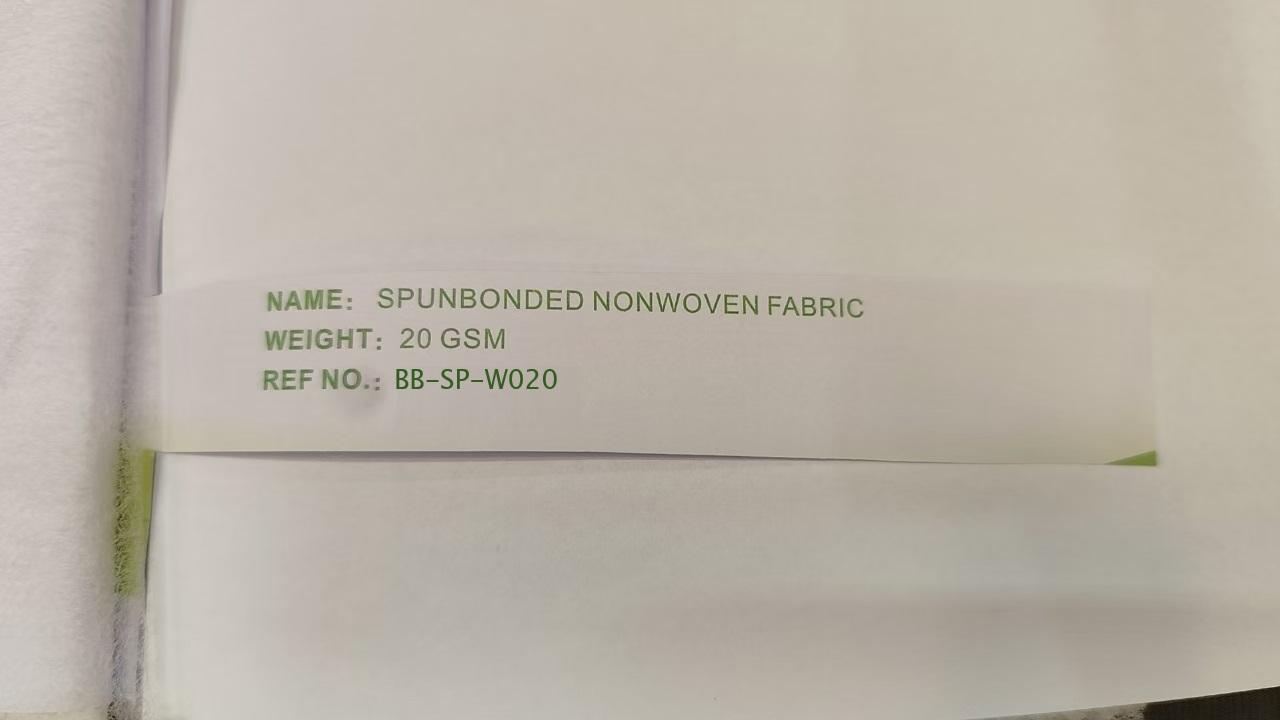 NAME: SPUNBONDED NONWOVEN FABRIC
WEIGHT: 20 GSM
REF NO.: BB-SP-W020